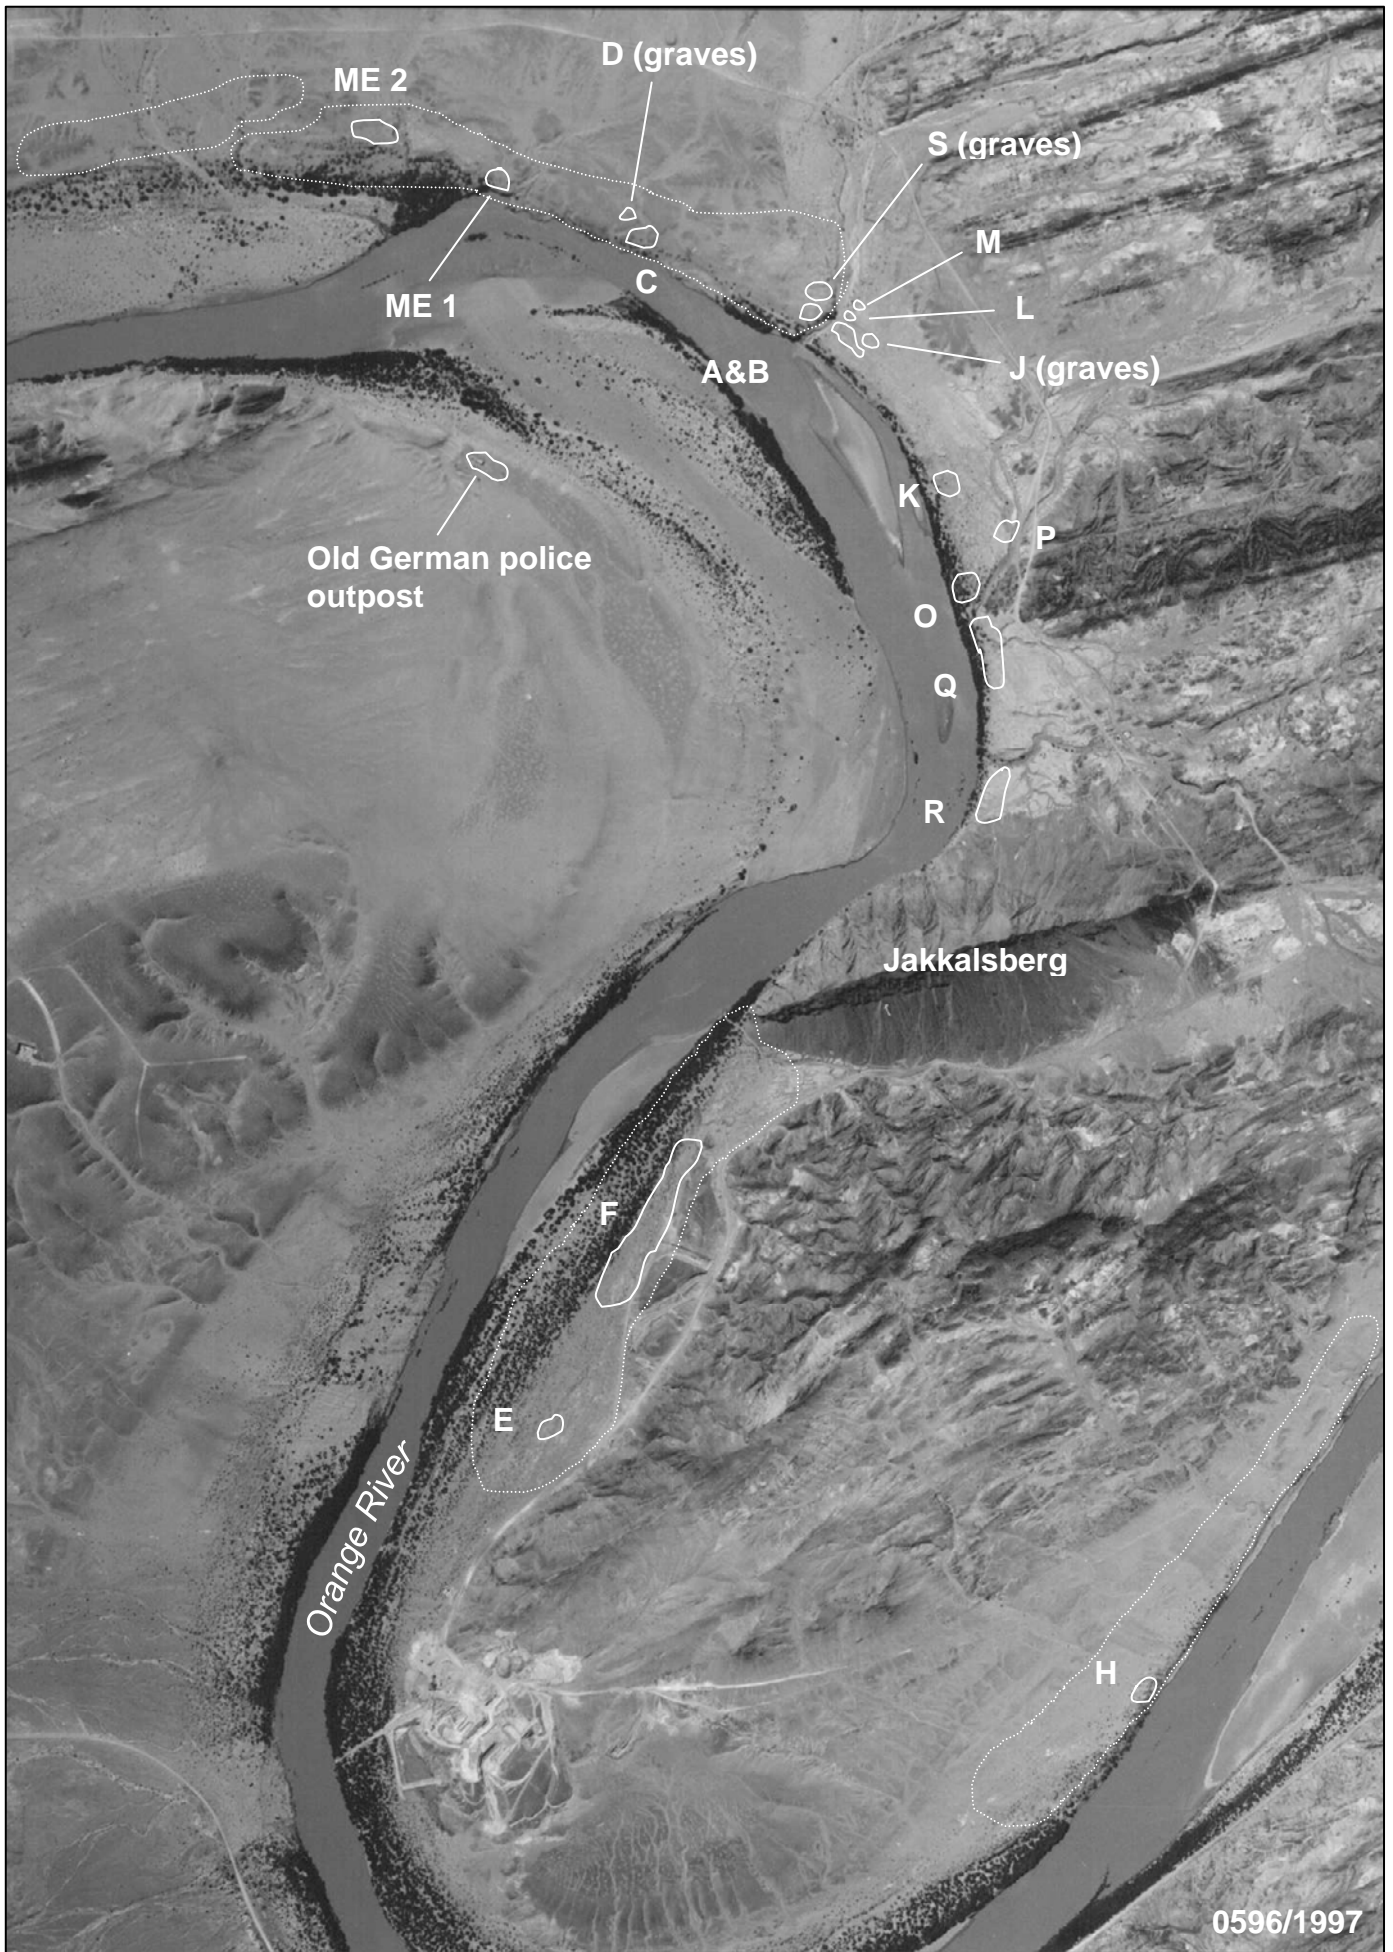 D (graves)
ME 2
S (graves)
M
C
ME 1
L
J (graves)
A&B
K
P
Old German police
outpost
O
Q
R
Jakkalsberg
F
E
Orange River
H
0596/1997